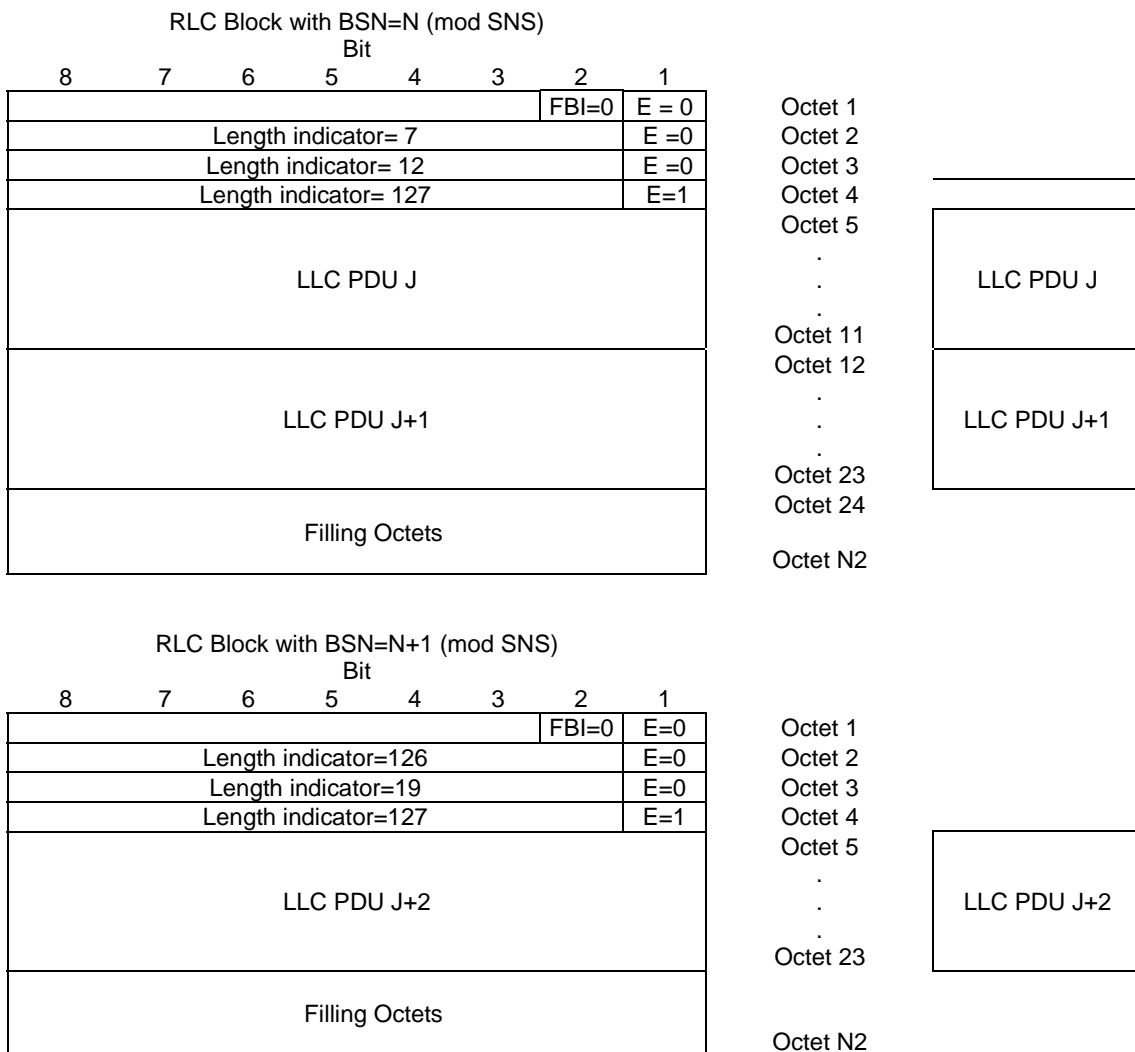 RLC Block with BSN=N (mod SNS)
Bit
8 7 6 5 4 3 2 1
FBI=0 E = 0 Octet 1
Length indicator= 7 E =0 Octet 2
Length indicator= 12 E =0 Octet 3
Length indicator= 127 E=1 Octet 4
Octet 5
.
LLC PDU J . LLC PDU J
.
Octet 11
Octet 12
.
LLC PDU J+1 . LLC PDU J+1
.
Octet 23
Octet 24
Filling Octets
Octet N2
RLC Block with BSN=N+1 (mod SNS)
Bit
8 7 6 5 4 3 2 1
FBI=0 E=0 Octet 1
Length indicator=126 E=0 Octet 2
Length indicator=19 E=0 Octet 3
Length indicator=127 E=1 Octet 4
Octet 5
.
LLC PDU J+2 . LLC PDU J+2
.
Octet 23
Filling Octets
Octet N2